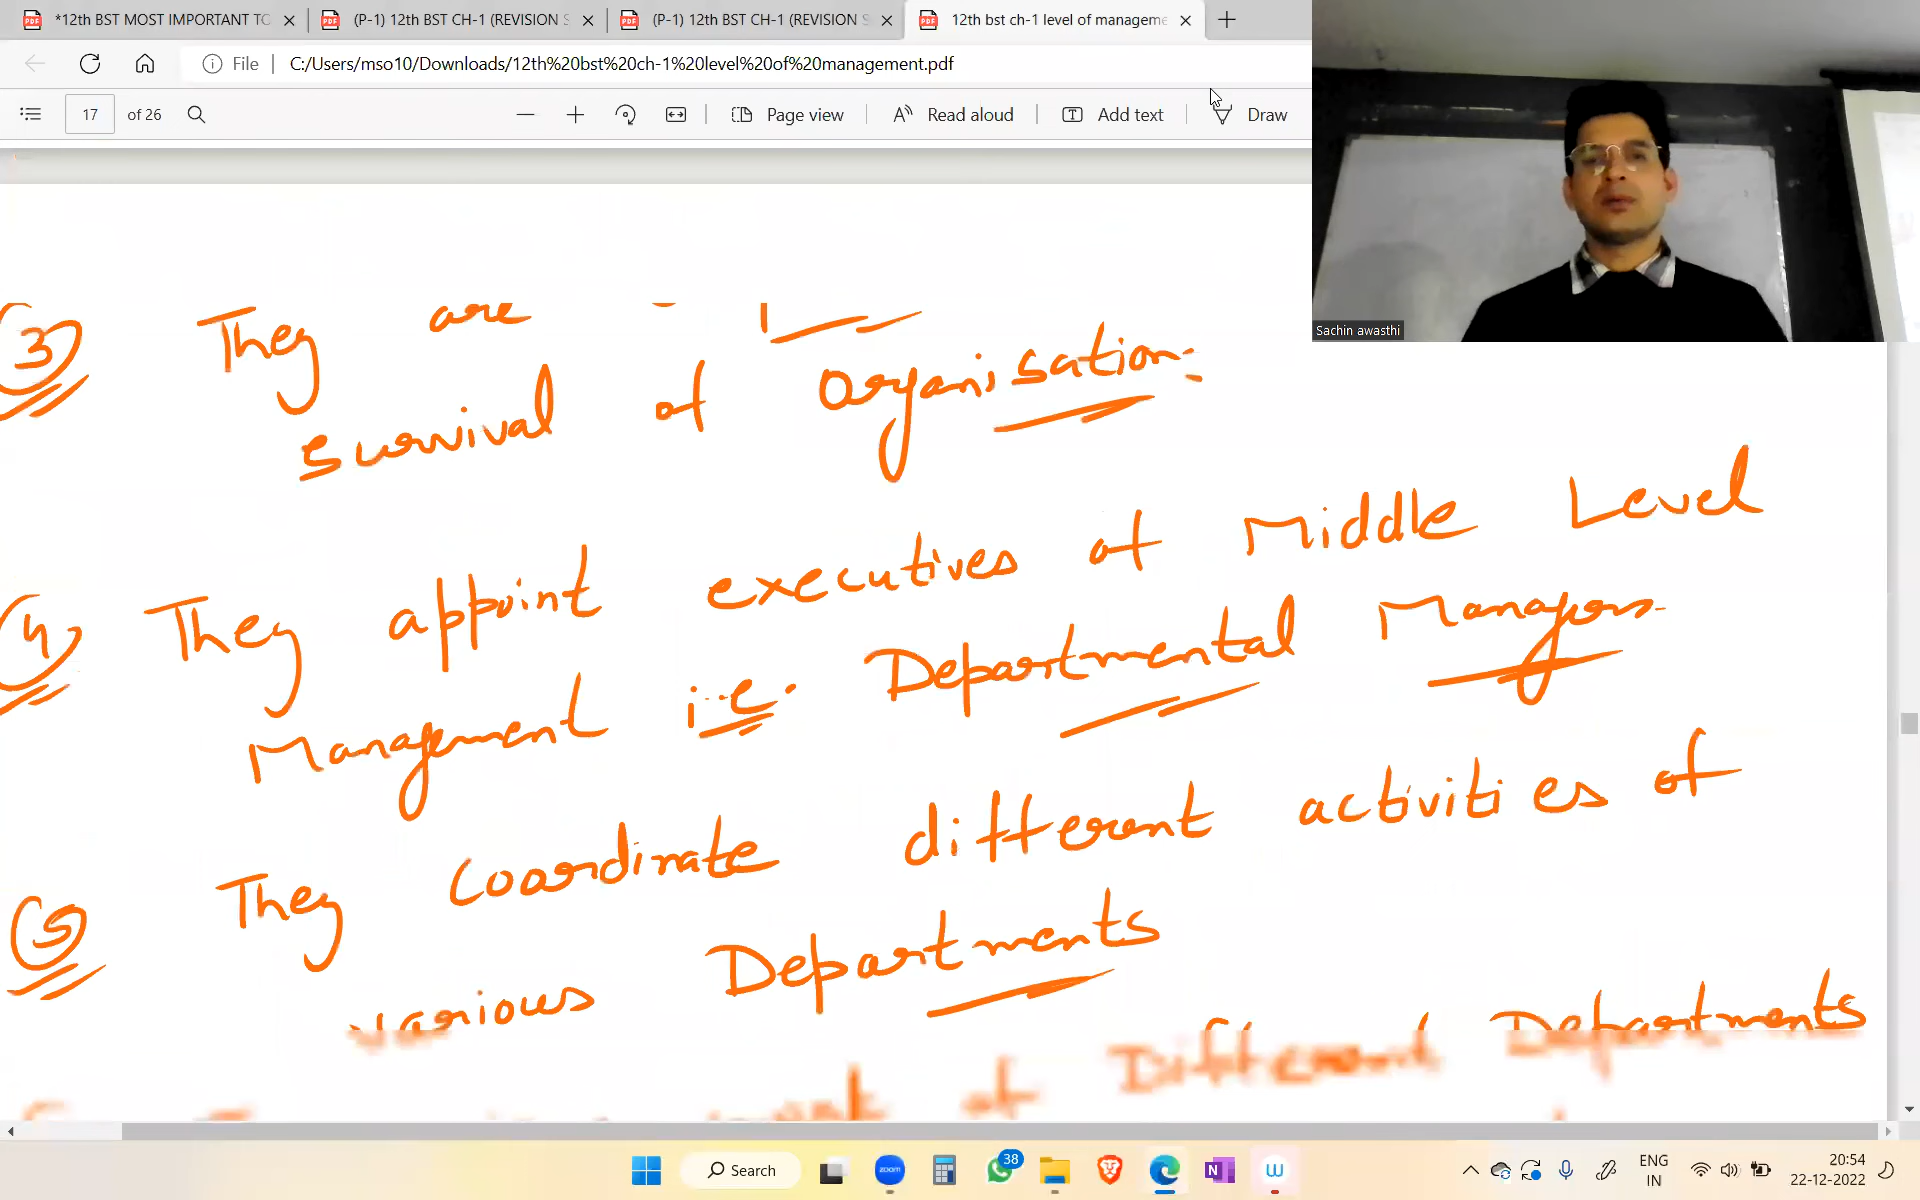 *12th BST MOST IMPORTANT TO
(P-1) 12th BST CH-1 (REVISION S
(P-1) 12th BST CH-1 (REVISION S
12th bst ch-1 level of manageme
File
C:/Users/mso10/Downloads/12th%20bst%20ch-1%20level%20of%20management.pdf
17 of 26
Page view
Read aloud
Add text
Draw
Sachin awasthi
(3) They are
survival of Organisation:
(4) They appoint executives of Middle Level
Management i.e. Departmental Managers.
(5) They coordinate different activities of
various Departments
of Different Departments
Search
zoom
38
ENG
IN
20:54
22-12-2022